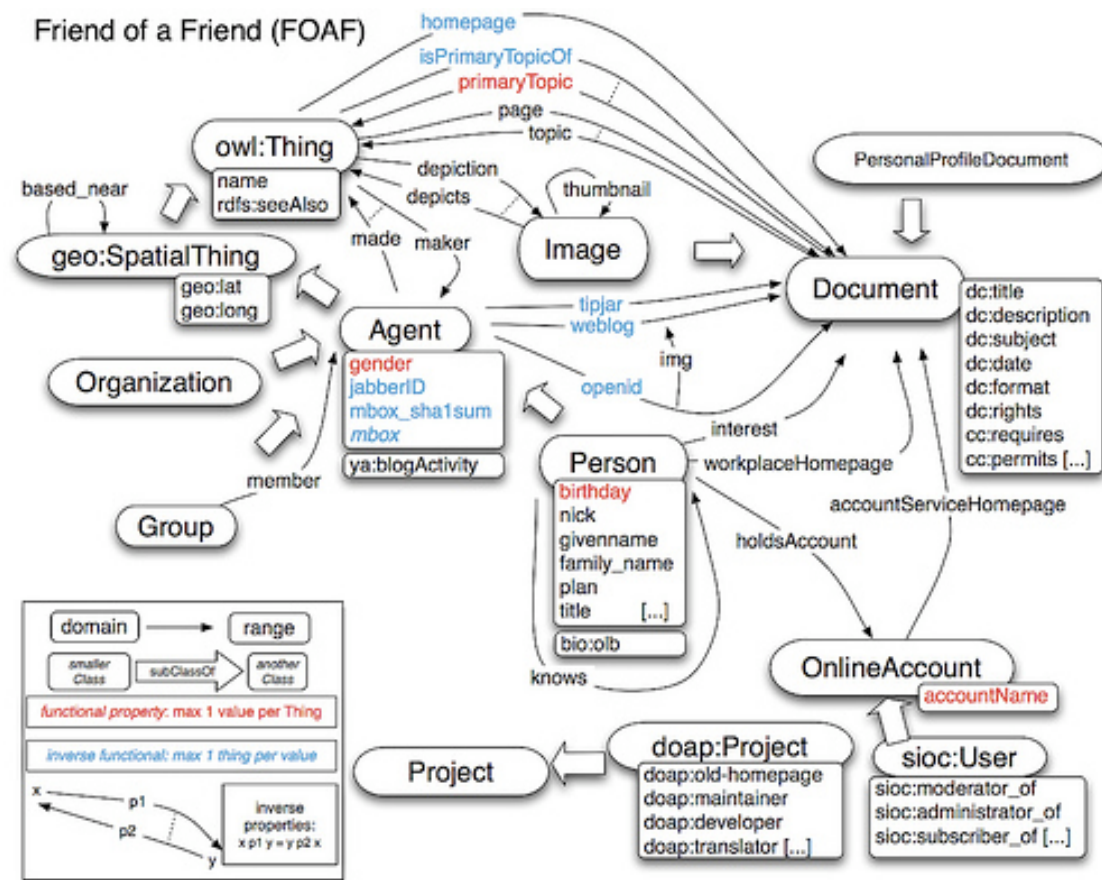 Friend of a Friend (FOAF)
homepage
isPrimaryTopicOf
primaryTopic
page
topic
owl:Thing
name
rdfs:seeAlso
depiction
depicts
thumbnail
PersonalProfileDocument
based_near
made
maker
Image
geo:SpatialThing
geo:lat
geo:long
Document
dc:title
dc:description
dc:subject
dc:date
dc:format
dc:rights
cc:requires
cc:permits [...]
Agent
gender
jabberID
mbox_sha1sum
mbox
ya:blogActivity
tipjar
weblog
img
openid
Organization
interest
member
Person
birthday
nick
givenname
family_name
plan
title [...]
bio:olb
workplaceHomepage
accountServiceHomepage
Group
holdsAccount
knows
OnlineAccount
accountName
domain
range
smaller
Class
subClassOf
another
Class
functional property: max 1 value per Thing
inverse functional: max 1 thing per value
x
p1
p2
y
inverse
properties:
x p1 y = y p2 x
Project
doap:Project
doap:old-homepage
doap:maintainer
doap:developer
doap:translator [...]
sioc:User
sioc:moderator_of
sioc:administrator_of
sioc:subscriber_of [...]